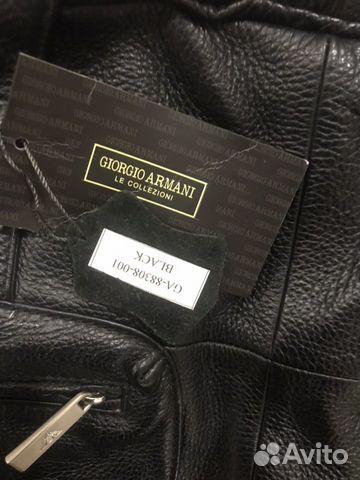 GIORGIO ARMANI
LE COLLEZIONI
GA-88308-001
BLACK
Avito